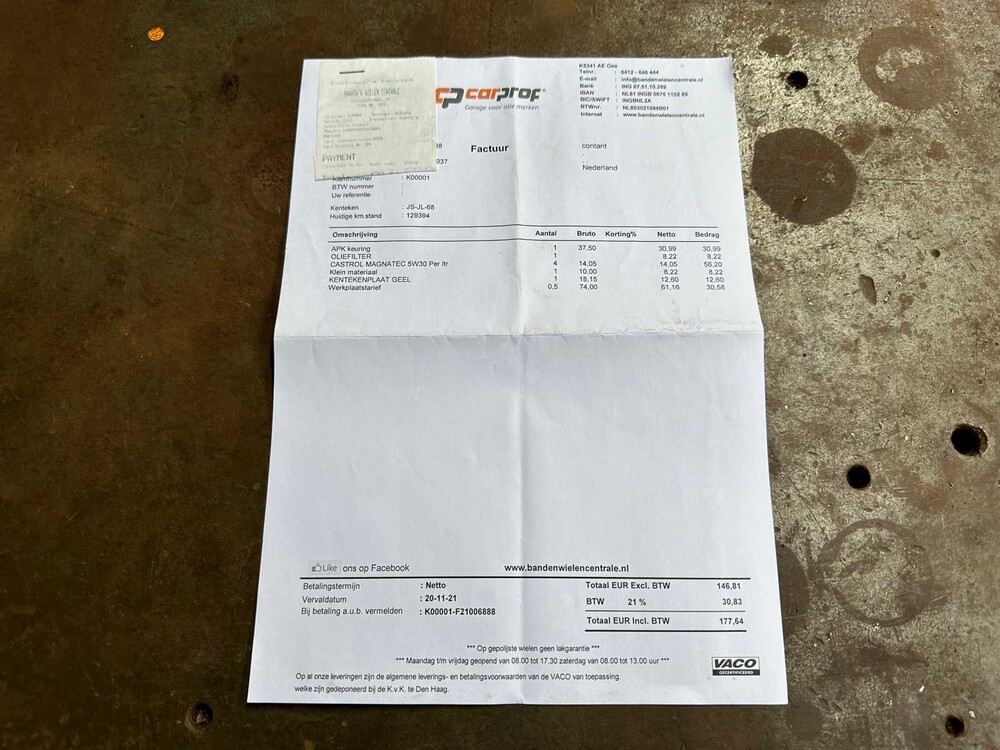 K5341 AE Oss
Telnr. : 0412 - 646 444
E-mail : info@bandenwielencentrale.nl
Bank : ING 67.51.10.289
IBAN : NL81 INGB 0675 1102 89
BIC/SWIFT : INGBNL2A
BTWnr. : NL853021594B01
Internet : www.bandenwielencentrale.nl
BANDEN & WIELEN CENTRALE
PAYMENT
cp carprof
Garage voor alle merken
Factuur
contant
Nederland
88
937
Klantnummer : K00001
BTW nummer :
Uw referentie :
Kenteken : JS-JL-68
Huidige km.stand : 129394
Omschrijving Aantal Bruto Korting% Netto Bedrag
APK keuring 1 37,50 30,99 30,99
OLIEFILTER 1 8,22 8,22
CASTROL MAGNATEC 5W30 Per ltr 4 14,05 14,05 56,20
Klein materiaal 1 10,00 8,22 8,22
KENTEKENPLAAT GEEL 1 18,15 12,60 12,60
Werkplaatstarief 0,5 74,00 61,16 30,58
Like ons op Facebook www.bandenwielencentrale.nl
Betalingstermijn : Netto
Vervaldatum : 20-11-21
Bij betaling a.u.b. vermelden : K00001-F21006888
Totaal EUR Excl. BTW 146,81
BTW 21 % 30,83
Totaal EUR Incl. BTW 177,64
*** Op gepolijste wielen geen lakgarantie ***
*** Maandag t/m vrijdag geopend van 08.00 tot 17.30 zaterdag van 08.00 tot 13.00 uur ***
Op al onze leveringen zijn de algemene leverings- en betalingsvoorwaarden van de VACO van toepassing.
welke zijn gedeponeerd bij de K.v.K. te Den Haag.
VACO
GECERTIFICEERD